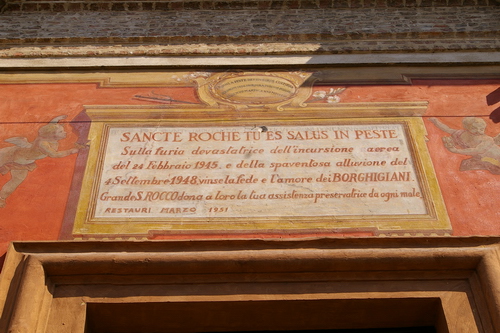 SANCTE ROCHE TU ES SALUS IN PESTE
Sulla furia devastatrice dell'incursione aerea
del 24 Febbraio 1945, e della spaventosa alluvione del
4 Settembre 1948, vinse la fede e l'amore dei BORGHIGIANI.
Grande S. ROCCO dona a loro la tua assistenza preservatrice da ogni male
RESTAURI MARZO 1951